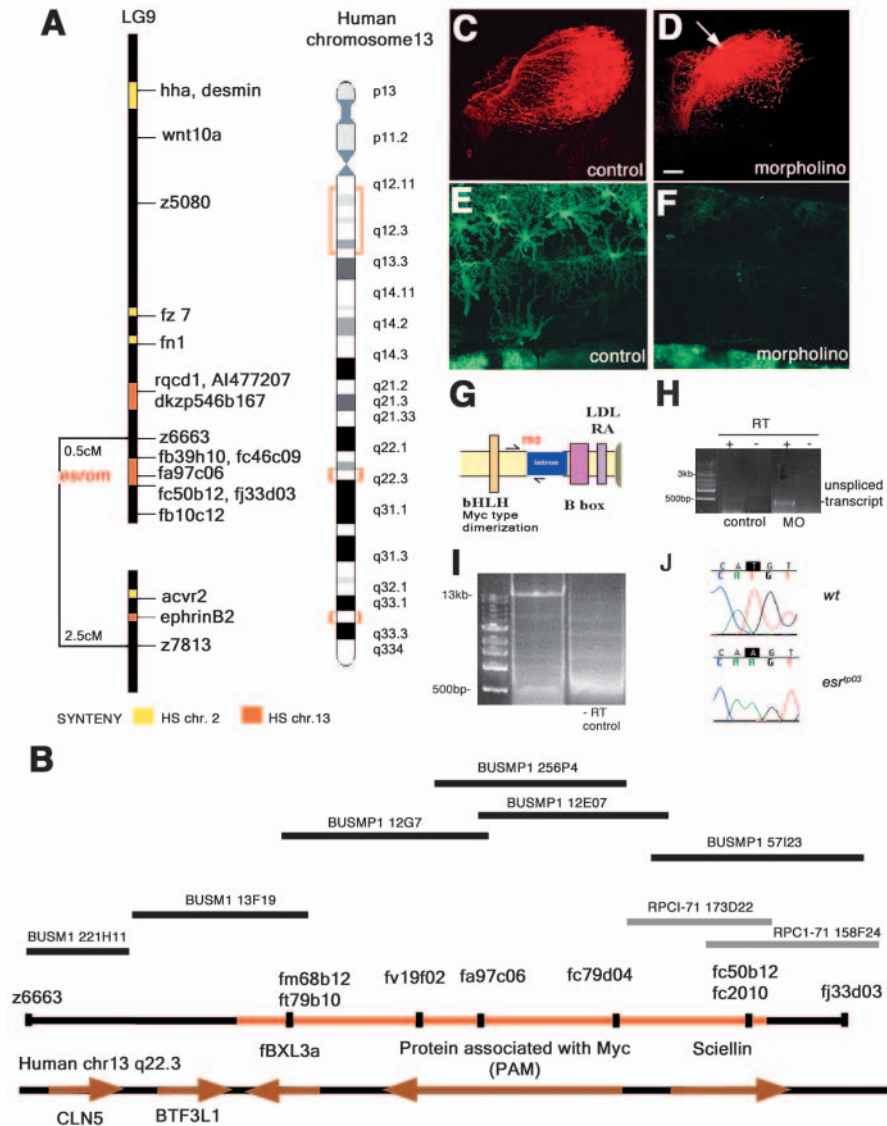 A
LG9
Human
chromosome13
hha, desmin
wnt10a
z5080
fz 7
fn1
rqcd1, AI477207
dkzp546b167
z6663
0.5cM
fb39h10, fc46c09
fa97c06
esrom
fc50b12, fj33d03
fb10c12
acvr2
ephrinB2
2.5cM
z7813
SYNTENY HS chr. 2 HS chr.13
p13
p11.2
q12.11
q12.3
q13.3
q14.11
q14.2
q14.3
q21.2
q21.3
q21.33
q22.1
q22.3
q31.1
q31.3
q32.1
q33.1
q33.3
q334
C
control
D
morpholino
E
control
F
morpholino
G
LDL
RA
intron
bHLH
Myc type
dimerization
B box
H
RT
+ - + -
3kb-
500bp-
unspliced
-transcript
control MO
I
13kb-
500bp-
- RT
control
J
C A T G T
C A T G T
wt
C A A G T
C A A G T
esrtp03
B
BUSMP1 256P4
BUSMP1 12E07
BUSMP1 12G7
BUSMP1 57I23
BUSM1 13F19
RPCI-71 173D22
BUSM1 221H11
RPC1-71 158F24
z6663
fm68b12
ft79b10
fv19f02
fa97c06
fc79d04
fc50b12
fc2010
fj33d03
Human chr13 q22.3
fBXL3a
Protein associated with Myc
(PAM)
Sciellin
CLN5
BTF3L1